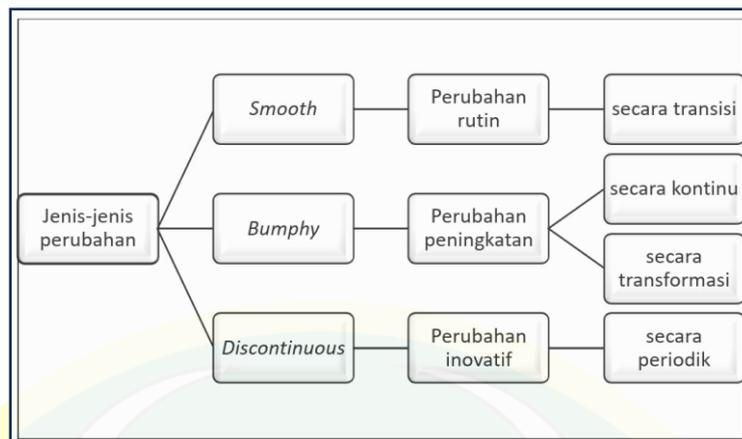 Jenis-jenis
perubahan
Smooth
Perubahan
rutin
secara transisi
Bumphy
Perubahan
peningkatan
secara kontinu
secara
transformasi
Discontinuous
Perubahan
inovatif
secara
periodik